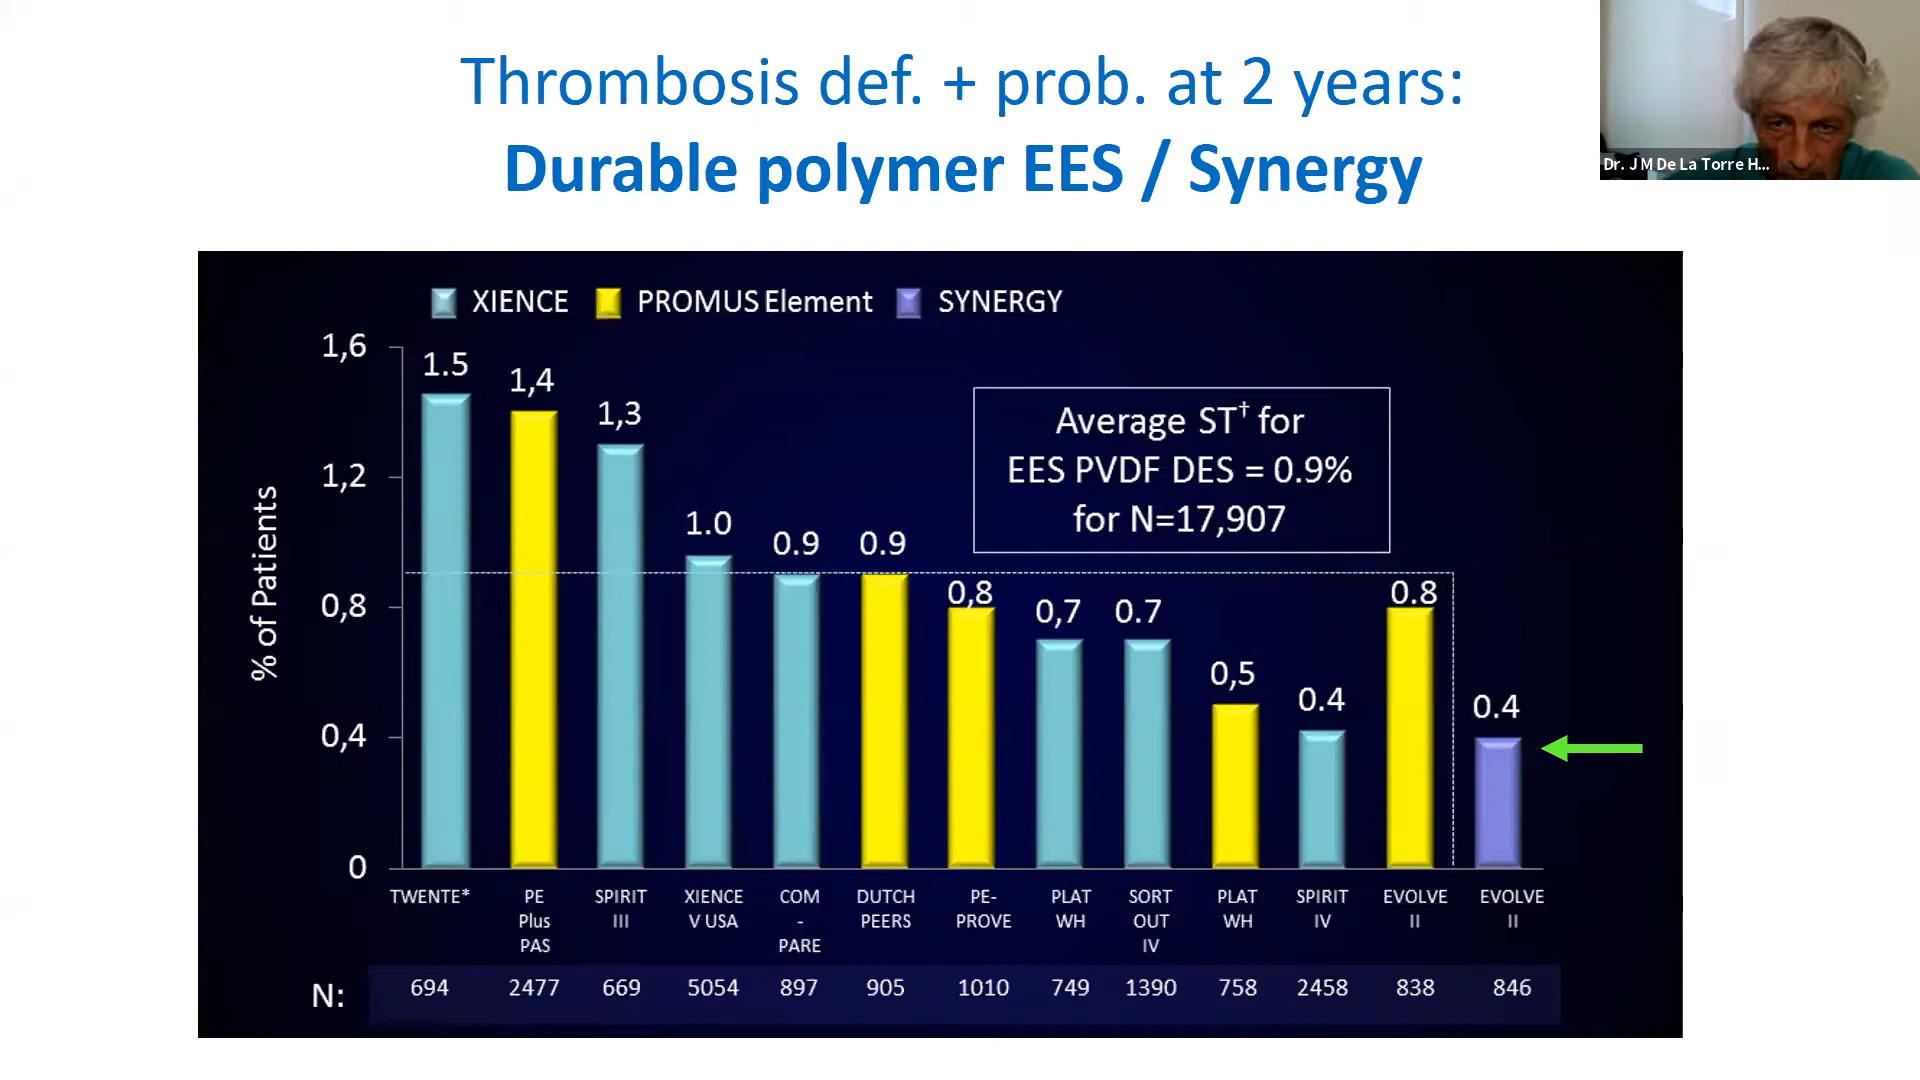 Thrombosis def. + prob. at 2 years:
Durable polymer EES / Synergy
Dr. J M De La Torre H...
XIENCE
PROMUS Element
SYNERGY
% of Patients
1,6
1,2
0,8
0,4
0
1.5
1,4
1,3
1.0
0.9
0.9
0,8
0,7
0.7
0,5
0.4
0.8
0.4
Average ST† for
EES PVDF DES = 0.9%
for N=17,907
TWENTE*
PE
Plus
PAS
SPIRIT
III
XIENCE
V USA
COM
-
PARE
DUTCH
PEERS
PE-
PROVE
PLAT
WH
SORT
OUT
IV
PLAT
WH
SPIRIT
IV
EVOLVE
II
EVOLVE
II
N: 694 2477 669 5054 897 905 1010 749 1390 758 2458 838 846